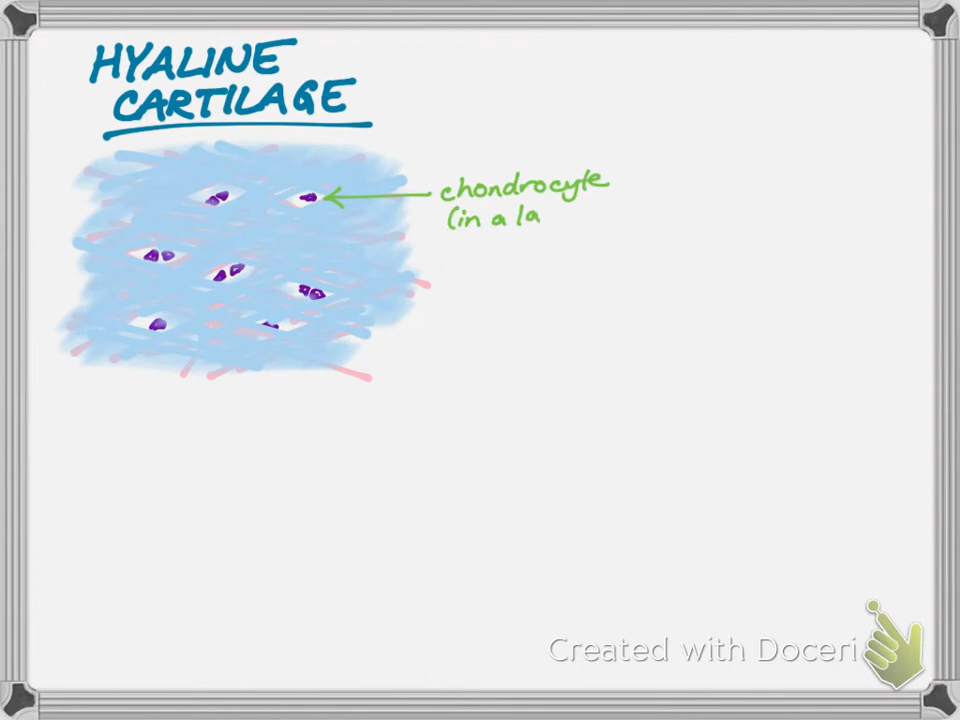 HYALINE
CARTILAGE
chondrocyte
(in a la
Created with Doceri